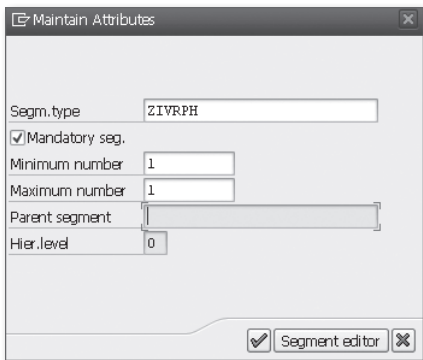 Maintain Attributes
Segm.type ZIVRPH
Mandatory seg.
Minimum number 1
Maximum number 1
Parent segment
Hier.level 0
Segment editor